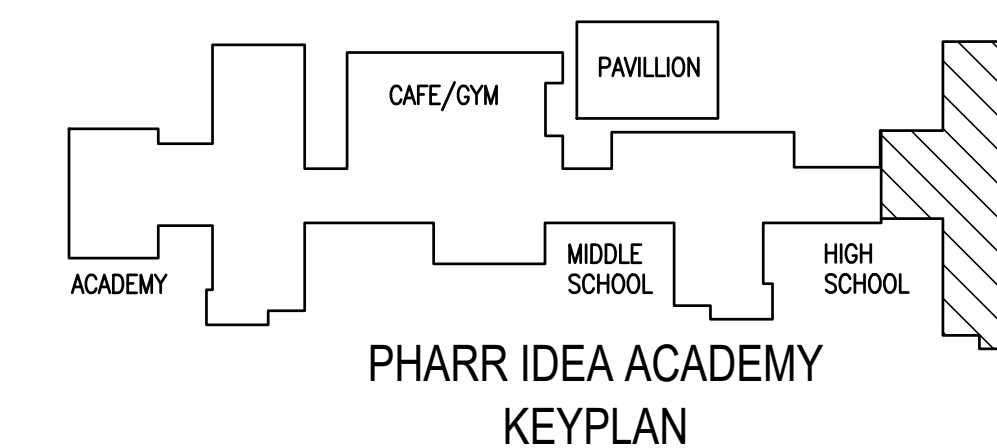 PAVILLION
CAFE/GYM
ACADEMY
MIDDLE
SCHOOL
HIGH
SCHOOL
PHARR IDEA ACADEMY
KEYPLAN